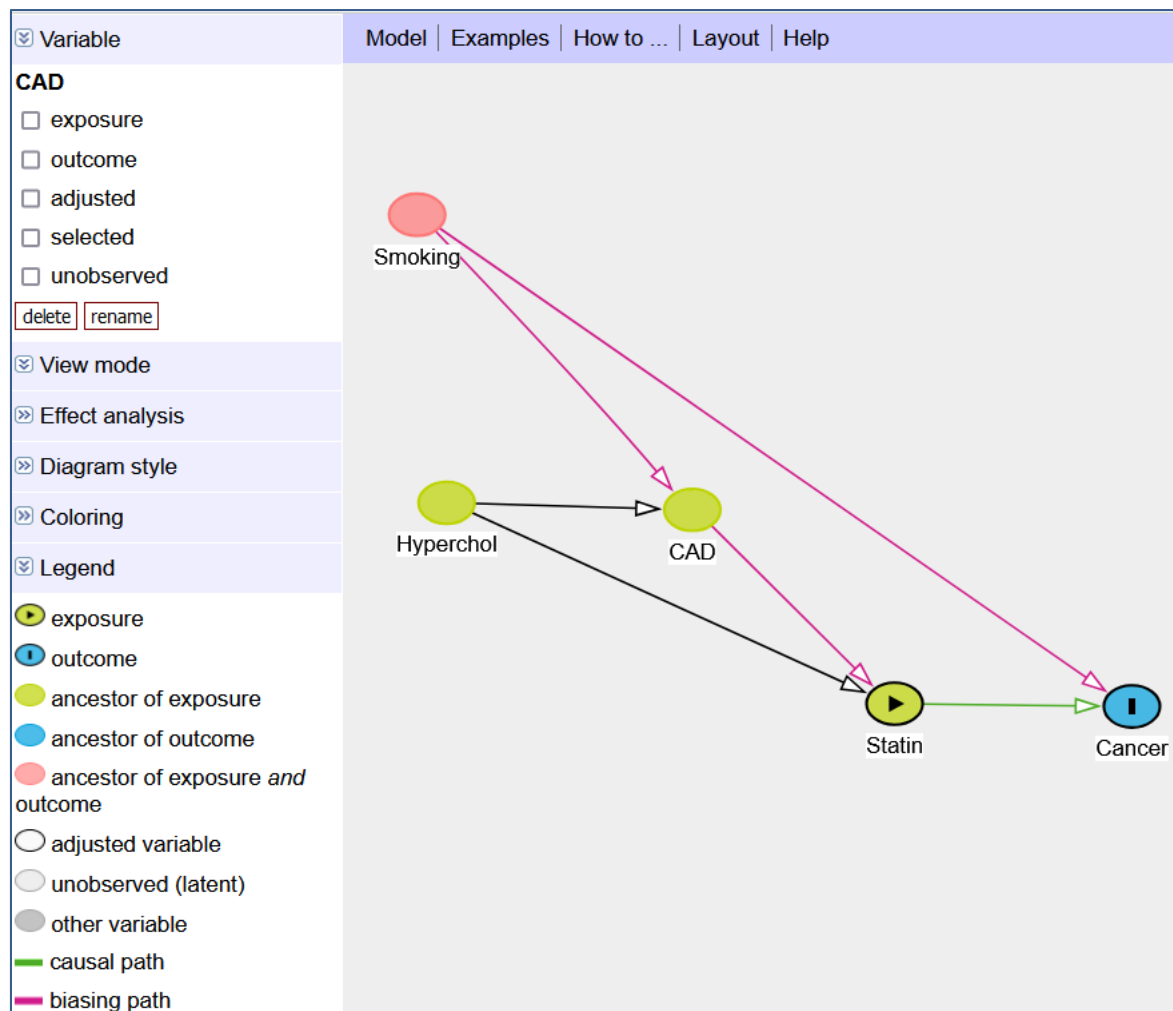 Variable
CAD
exposure
outcome
adjusted
selected
unobserved
delete rename
View mode
Effect analysis
Diagram style
Coloring
Legend
exposure
outcome
ancestor of exposure
ancestor of outcome
ancestor of exposure and
outcome
adjusted variable
unobserved (latent)
other variable
causal path
biasing path
Model | Examples | How to ... | Layout | Help
Smoking
Hyperchol
CAD
Statin
Cancer